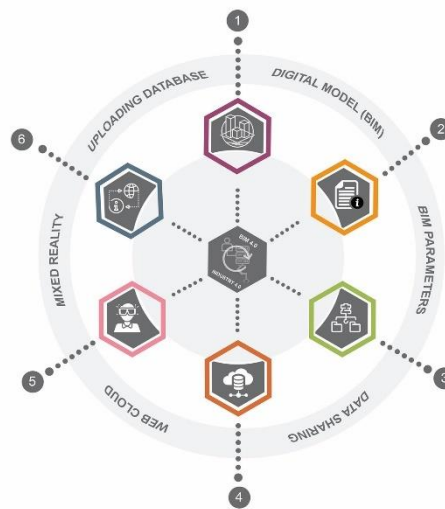 1
UPLOADING DATABASE
DIGITAL MODEL (BIM)
6
2
i
BIM 4.0
INDUSTRY 4.0
MIXED REALITY
BIM PARAMETERS
5
3
WEB CLOUD
DATA SHARING
4